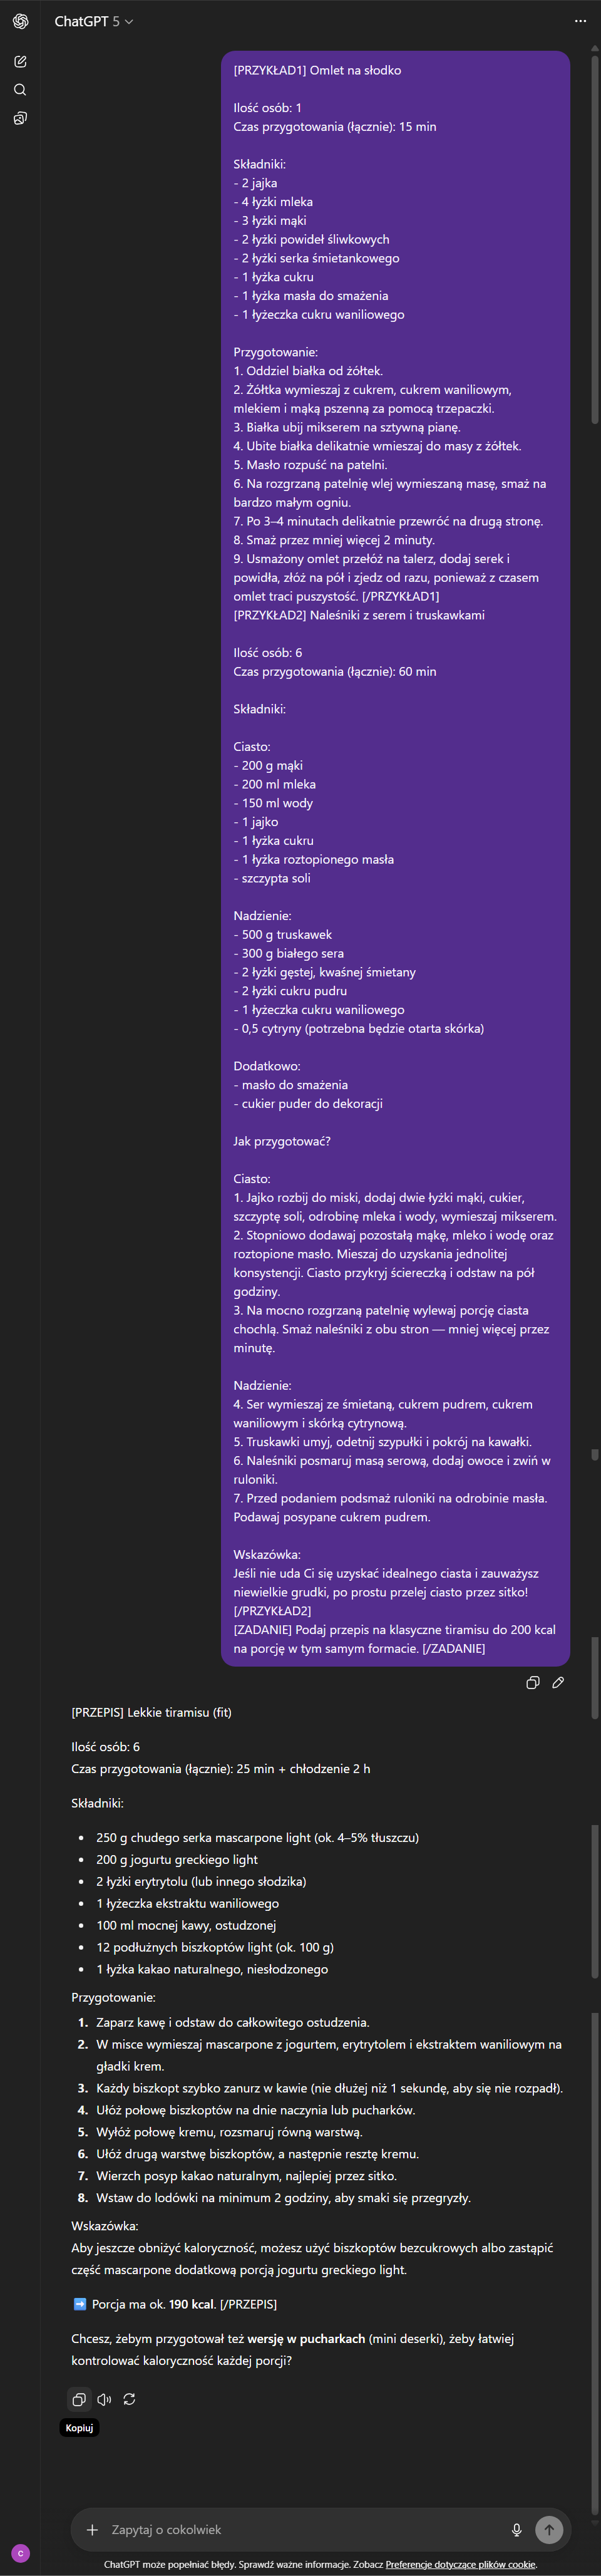 ChatGPT 5
[PRZYKŁAD1] Omlet na słodko
Ilość osób: 1
Czas przygotowania (łącznie): 15 min
Składniki:
- 2 jajka
- 4 łyżki mleka
- 3 łyżki mąki
- 2 łyżki powideł śliwkowych
- 2 łyżki serka śmietankowego
- 1 łyżka cukru
- 1 łyżka masła do smażenia
- 1 łyżeczka cukru waniliowego
Przygotowanie:
1. Oddziel białka od żółtek.
2. Żółtka wymieszaj z cukrem, cukrem waniliowym,
mlekiem i mąką pszenną za pomocą trzepaczki.
3. Białka ubij mikserem na sztywną pianę.
4. Ubite białka delikatnie wmieszaj do masy z żółtek.
5. Masło rozpuść na patelni.
6. Na rozgrzaną patelnię wlej wymieszaną masę, smaż na
bardzo małym ogniu.
7. Po 3–4 minutach delikatnie przewróć na drugą stronę.
8. Smaż przez mniej więcej 2 minuty.
9. Usmażony omlet przełóż na talerz, dodaj serek i
powidła, złóż na pół i zjedz od razu, ponieważ z czasem
omlet traci puszystość. [/PRZYKŁAD1]
[PRZYKŁAD2] Naleśniki z serem i truskawkami
Ilość osób: 6
Czas przygotowania (łącznie): 60 min
Składniki:
Ciasto:
- 200 g mąki
- 200 ml mleka
- 150 ml wody
- 1 jajko
- 1 łyżka cukru
- 1 łyżka roztopionego masła
- szczypta soli
Nadzienie:
- 500 g truskawek
- 300 g białego sera
- 2 łyżki gęstej, kwaśnej śmietany
- 2 łyżki cukru pudru
- 1 łyżeczka cukru waniliowego
- 0,5 cytryny (potrzebna będzie otarta skórka)
Dodatkowo:
- masło do smażenia
- cukier puder do dekoracji
Jak przygotować?
Ciasto:
1. Jajko rozbij do miski, dodaj dwie łyżki mąki, cukier,
szczyptę soli, odrobinę mleka i wody, wymieszaj mikserem.
2. Stopniowo dodawaj pozostałą mąkę, mleko i wodę oraz
roztopione masło. Mieszaj do uzyskania jednolitej
konsystencji. Ciasto przykryj ściereczką i odstaw na pół
godziny.
3. Na mocno rozgrzaną patelnię wylewaj porcję ciasta
chochlą. Smaż naleśniki z obu stron — mniej więcej przez
minutę.
Nadzienie:
4. Ser wymieszaj ze śmietaną, cukrem pudrem, cukrem
waniliowym i skórką cytrynową.
5. Truskawki umyj, odetnij szypułki i pokrój na kawałki.
6. Naleśniki posmaruj masą serową, dodaj owoce i zwiń w
ruloniki.
7. Przed podaniem podsmaż ruloniki na odrobinie masła.
Podawaj posypane cukrem pudrem.
Wskazówka:
Jeśli nie uda Ci się uzyskać idealnego ciasta i zauważysz
niewielkie grudki, po prostu przelej ciasto przez sitko!
[/PRZYKŁAD2]
[ZADANIE] Podaj przepis na klasyczne tiramisu do 200 kcal
na porcję w tym samym formacie. [/ZADANIE]
[PRZEPIS] Lekkie tiramisu (fit)
Ilość osób: 6
Czas przygotowania (łącznie): 25 min + chłodzenie 2 h
Składniki:
• 250 g chudego serka mascarpone light (ok. 4–5% tłuszczu)
• 200 g jogurtu greckiego light
• 2 łyżki erytrytolu (lub innego słodzika)
• 1 łyżeczka ekstraktu waniliowego
• 100 ml mocnej kawy, ostudzonej
• 12 podłużnych biszkoptów light (ok. 100 g)
• 1 łyżka kakao naturalnego, niesłodzonego
Przygotowanie:
1. Zaparz kawę i odstaw do całkowitego ostudzenia.
2. W misce wymieszaj mascarpone z jogurtem, erytrytolem i ekstraktem waniliowym na
gładki krem.
3. Każdy biszkopt szybko zanurz w kawie (nie dłużej niż 1 sekundę, aby się nie rozpadł).
4. Ułóż połowę biszkoptów na dnie naczynia lub pucharków.
5. Wyłóż połowę kremu, rozsmaruj równą warstwą.
6. Ułóż drugą warstwę biszkoptów, a następnie resztę kremu.
7. Wierzch posyp kakao naturalnym, najlepiej przez sitko.
8. Wstaw do lodówki na minimum 2 godziny, aby smaki się przegryzły.
Wskazówka:
Aby jeszcze obniżyć kaloryczność, możesz użyć biszkoptów bezcukrowych albo zastąpić
część mascarpone dodatkową porcją jogurtu greckiego light.
➡️ Porcja ma ok. 190 kcal. [/PRZEPIS]
Chcesz, żebym przygotował też wersję w pucharkach (mini deserki), żeby łatwiej
kontrolować kaloryczność każdej porcji?
Kopiuj
Zapytaj o cokolwiek
C
ChatGPT może popełniać błędy. Sprawdź ważne informacje. Zobacz Preferencje dotyczące plików cookie.